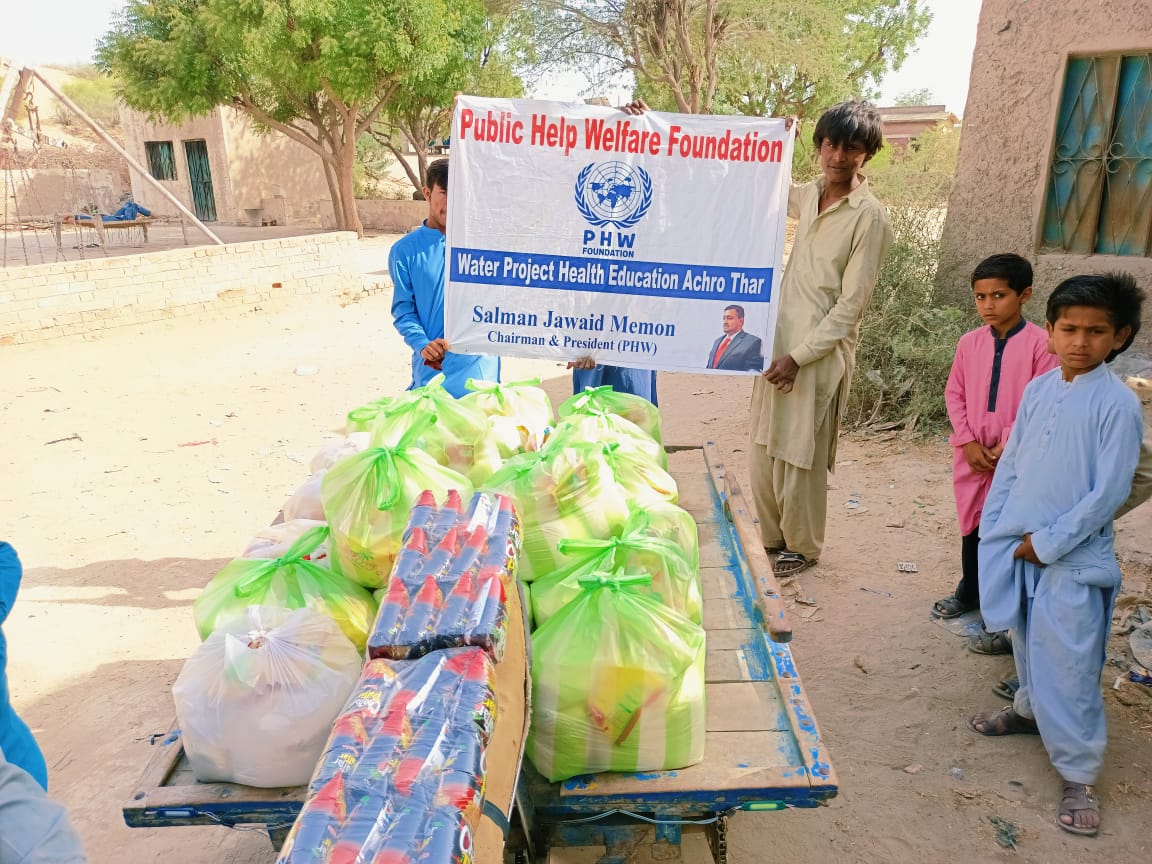 Public Help Welfare Foundation
PHW
FOUNDATION
Water Project Health Education Achro Thar
Salman Jawaid Memon
Chairman & President (PHW)